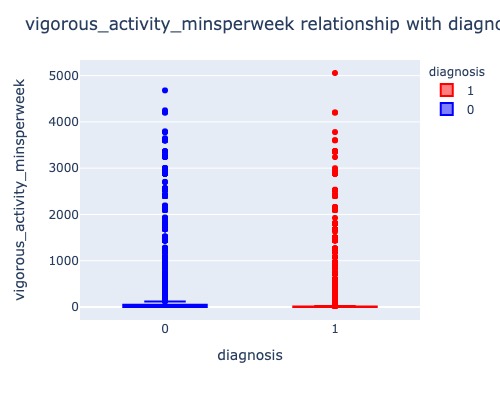 vigorous_activity_minsperweek relationship with diagno
vigorous_activity_minsperweek
5000
4000
3000
2000
1000
0
0
1
diagnosis
diagnosis
1
0